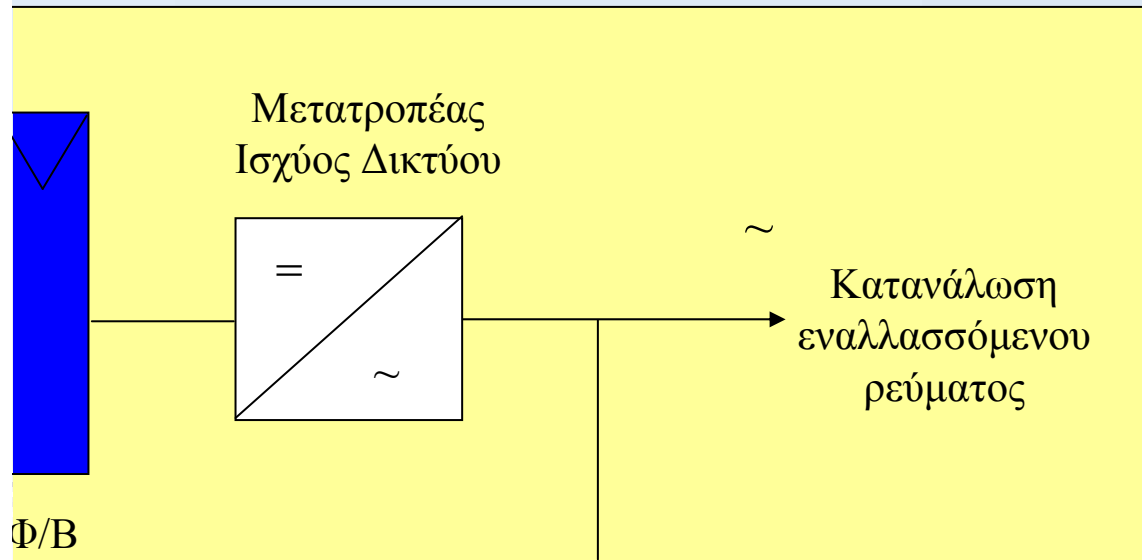 Μετατροπέας
Ισχύος Δικτύου
=
~
~
Κατανάλωση
εναλλασσόμενου
ρεύματος
Φ/Β